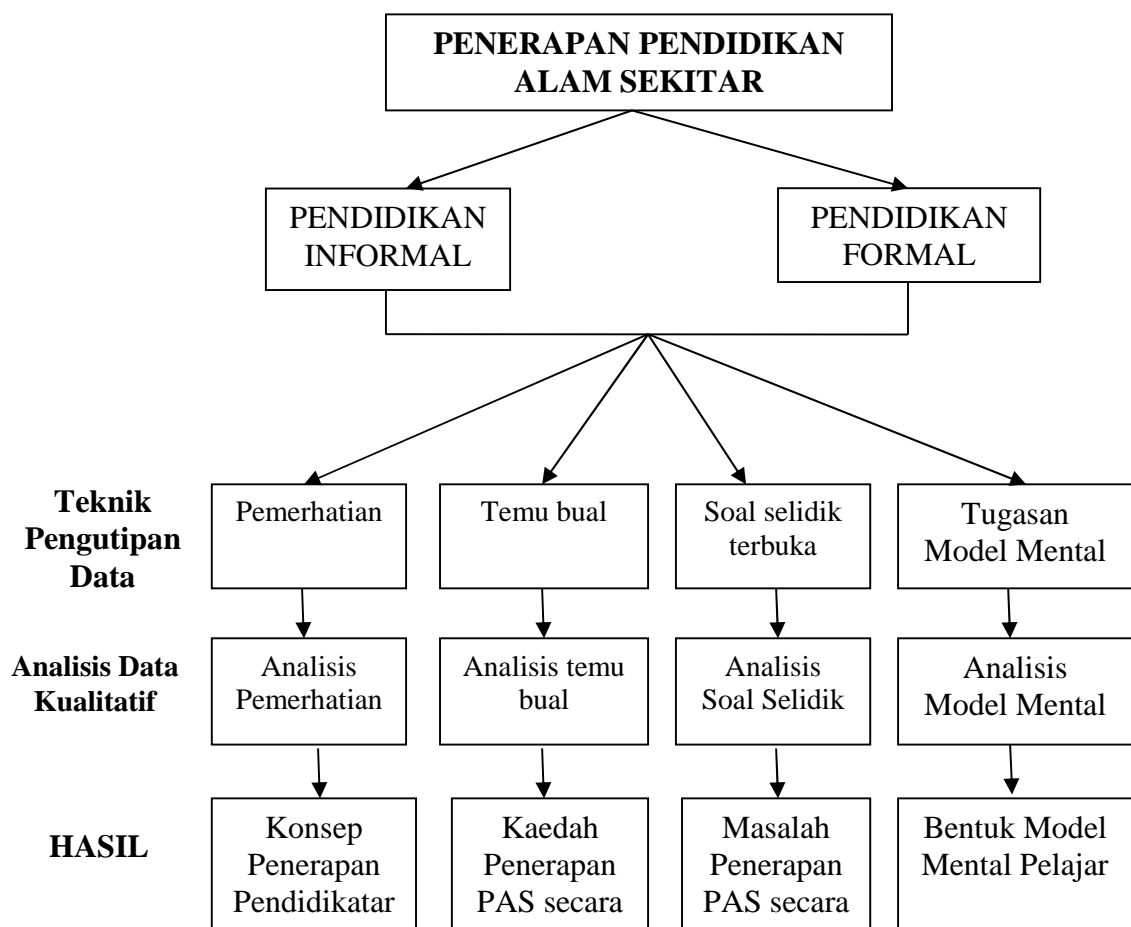 PENERAPAN PENDIDIKAN
ALAM SEKITAR
PENDIDIKAN
INFORMAL
PENDIDIKAN
FORMAL
Teknik
Pengutipan
Data
Pemerhatian
Temu bual
Soal selidik
terbuka
Tugasan
Model Mental
Analisis Data
Kualitatif
Analisis
Pemerhatian
Analisis temu
bual
Analisis
Soal Selidik
Analisis
Model Mental
HASIL
Konsep
Penerapan
Pendidikatar
Kaedah
Penerapan
PAS secara
Masalah
Penerapan
PAS secara
Bentuk Model
Mental Pelajar